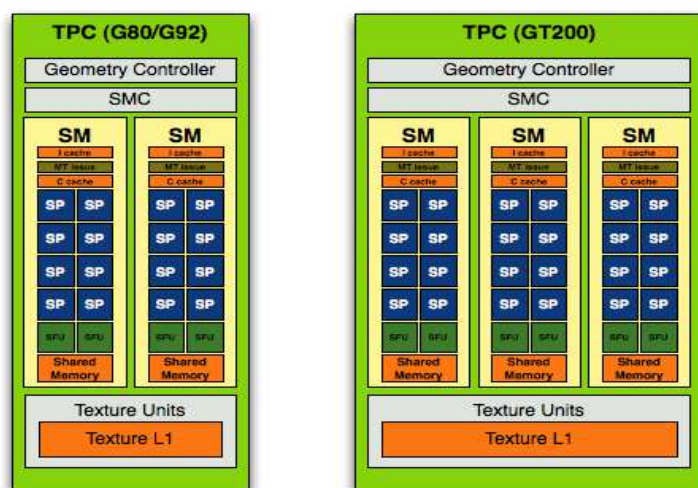 TPC (G80/G92)
Geometry Controller
SMC
SM SM
I cache I cache
MT issue MT issue
C cache C cache
SP SP SP SP
SP SP SP SP
SP SP SP SP
SP SP SP SP
SFU SFU SFU SFU
Shared Shared
Memory Memory
Texture Units
Texture L1
TPC (GT200)
Geometry Controller
SMC
SM SM SM
I cache I cache I cache
MT issue MT issue MT issue
C cache C cache C cache
SP SP SP SP SP SP
SP SP SP SP SP SP
SP SP SP SP SP SP
SP SP SP SP SP SP
SFU SFU SFU SFU SFU SFU
Shared Shared Shared
Memory Memory Memory
Texture Units
Texture L1